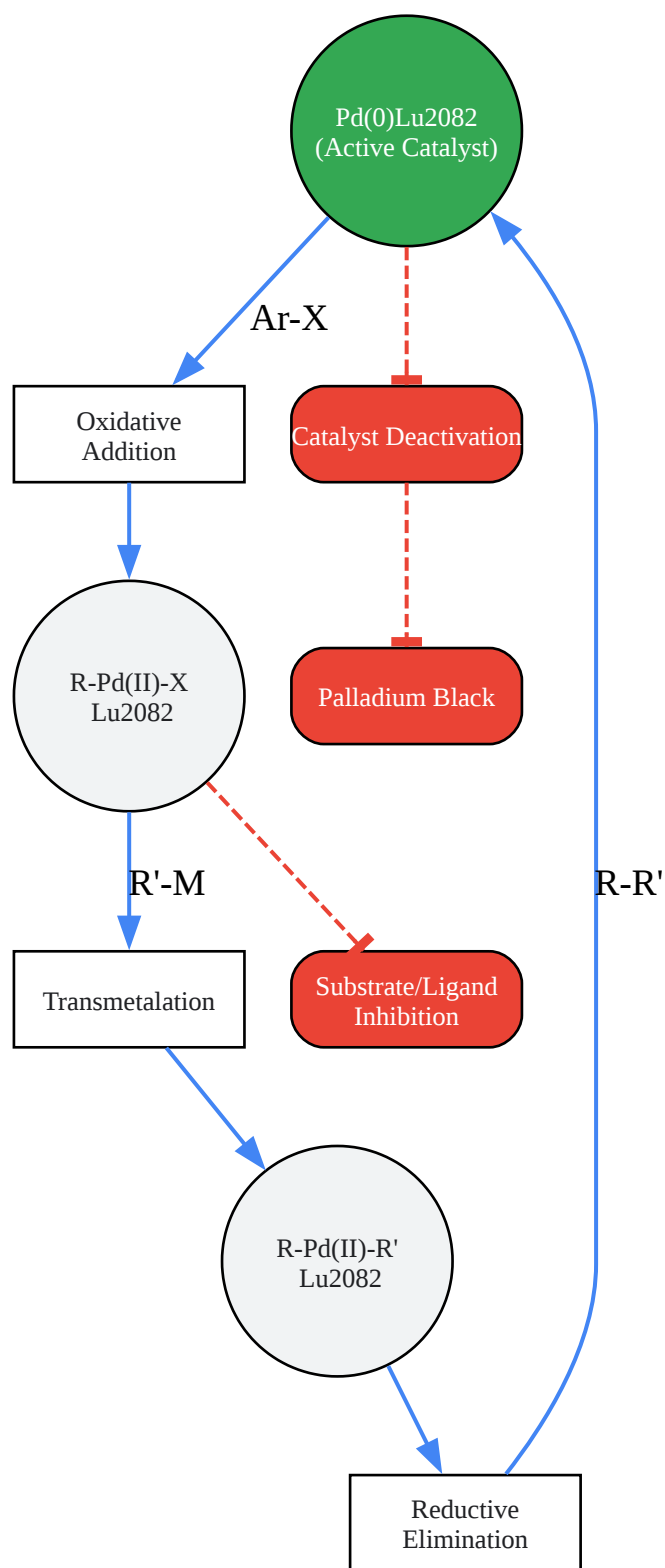 Pd(0)Lu2082
(Active Catalyst)
Ar-X
Oxidative
Addition
Catalyst Deactivation
R-Pd(II)-X
Lu2082
Palladium Black
R'-M
R-R'
Transmetalation
Substrate/Ligand
Inhibition
R-Pd(II)-R'
Lu2082
Reductive
Elimination